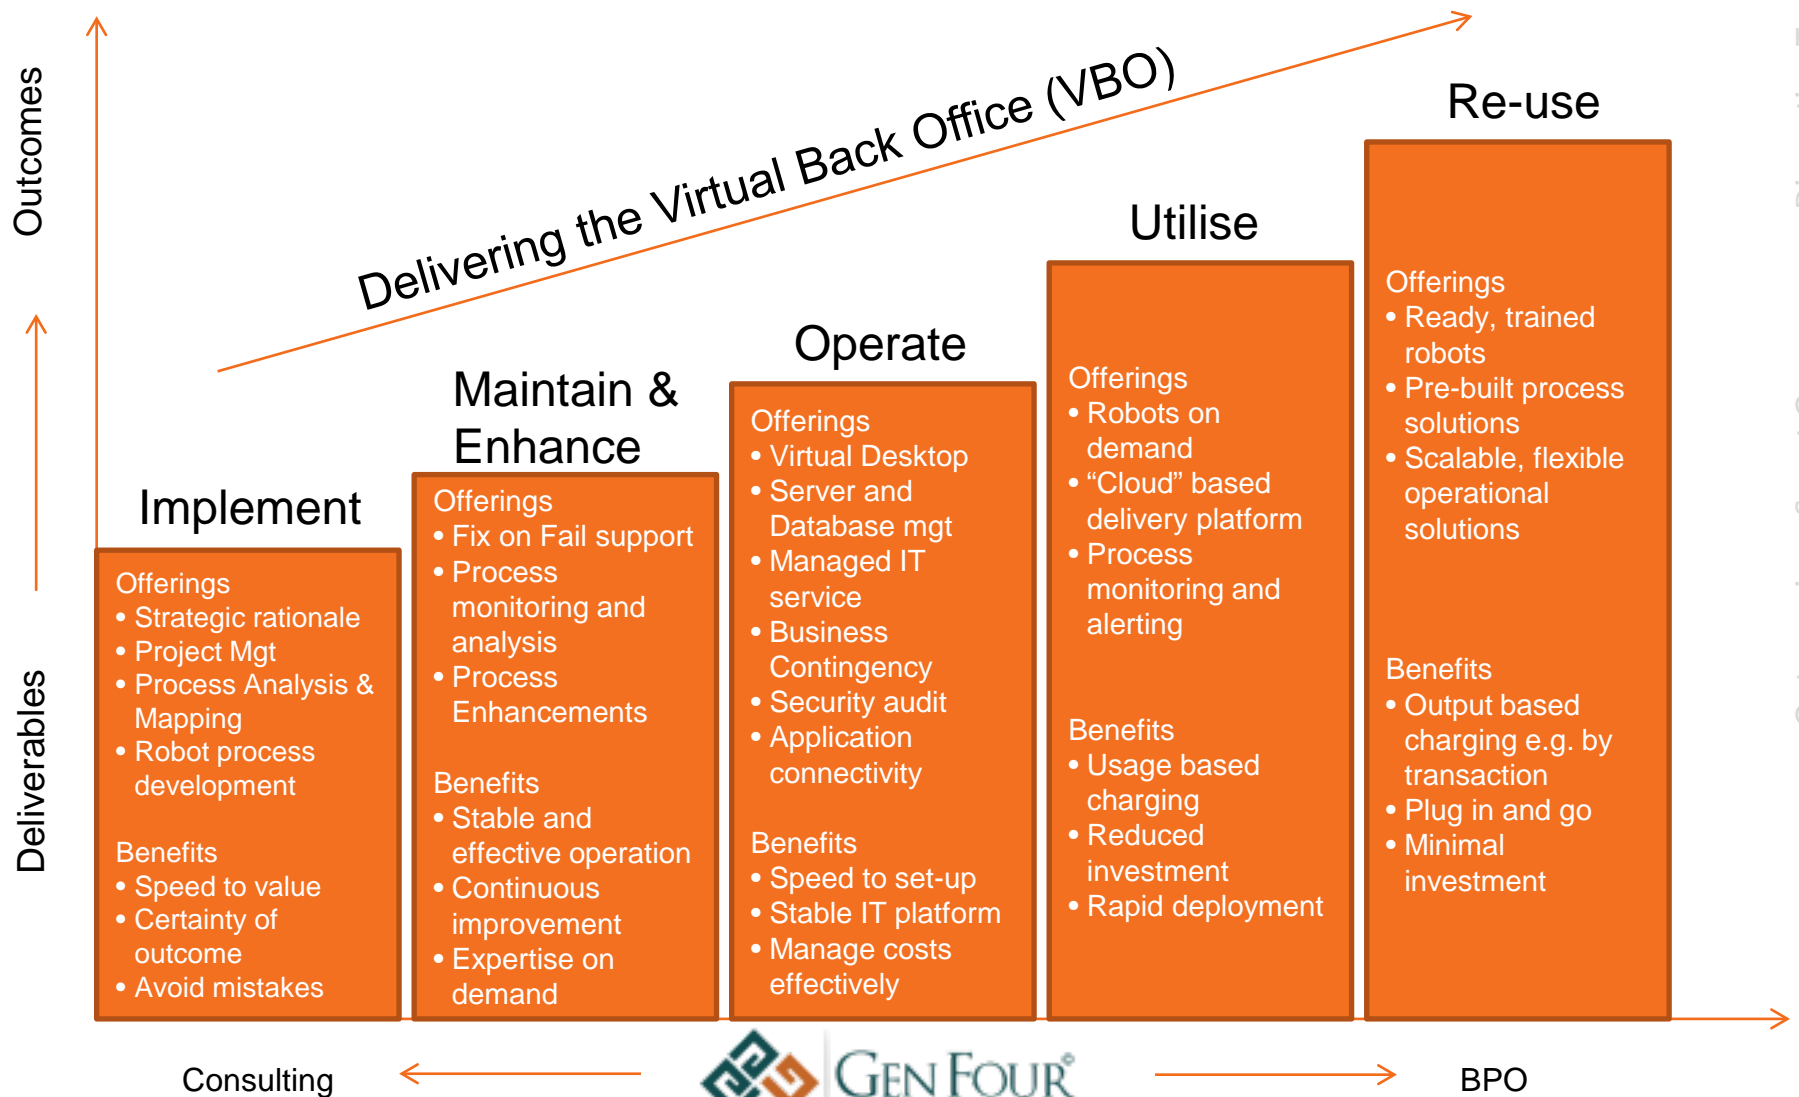 Outcomes
Deliverables
Delivering the Virtual Back Office (VBO)
Implement
Offerings
• Strategic rationale
• Project Mgt
• Process Analysis &
Mapping
• Robot process
development
Benefits
• Speed to value
• Certainty of
outcome
• Avoid mistakes
Maintain &
Enhance
Offerings
• Fix on Fail support
• Process
monitoring and
analysis
• Process
Enhancements
Benefits
• Stable and
effective operation
• Continuous
improvement
• Expertise on
demand
Operate
Offerings
• Virtual Desktop
• Server and
Database mgt
• Managed IT
service
• Business
Contingency
• Security audit
• Application
connectivity
Benefits
• Speed to set-up
• Stable IT platform
• Manage costs
effectively
Utilise
Offerings
• Robots on
demand
• “Cloud” based
delivery platform
• Process
monitoring and
alerting
Benefits
• Usage based
charging
• Reduced
investment
• Rapid deployment
Re-use
Offerings
• Ready, trained
robots
• Pre-built process
solutions
• Scalable, flexible
operational
solutions
Benefits
• Output based
charging e.g. by
transaction
• Plug in and go
• Minimal
investment
Consulting
GEN FOUR©
BPO